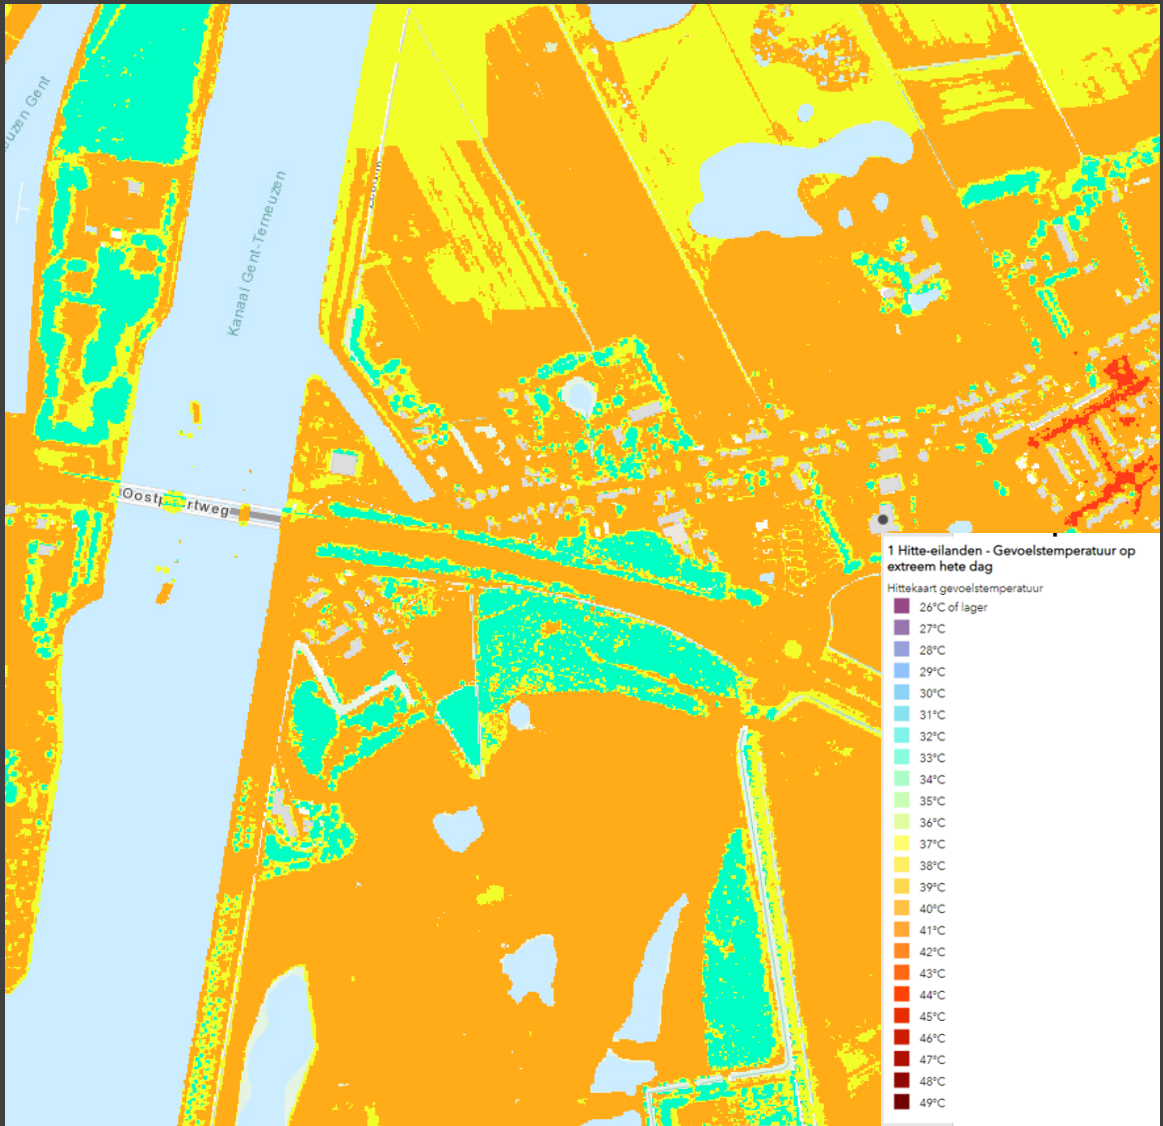 uzen Gent
Kanaal Gent-Terneuzen
Oostp rtweg
1 Hitte-eilanden - Gevoelstemperatuur op
extreem hete dag
Hittekaart gevoelstemperatuur
26°C of lager
27°C
28°C
29°C
30°C
31°C
32°C
33°C
34°C
35°C
36°C
37°C
38°C
39°C
40°C
41°C
42°C
43°C
44°C
45°C
46°C
47°C
48°C
49°C